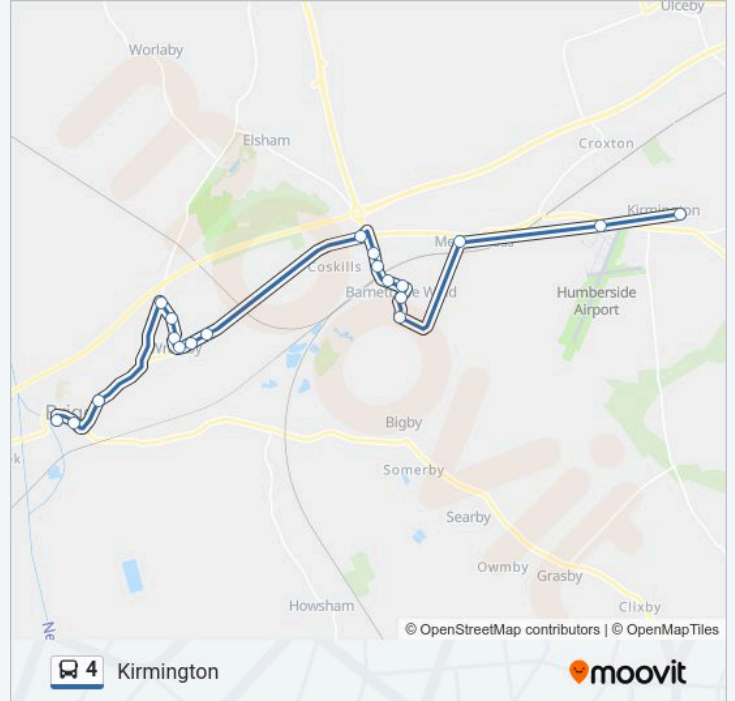 Ulceby
Worlaby
Elsham
Croxton
Kirmington
Coskills
Humberside
Airport
Bigby
Somerby
Searby
Owmby
Grasby
Howsham
Clixby
Ne
© OpenStreetMap contributors | © OpenMapTiles
4 Kirmington
moovit